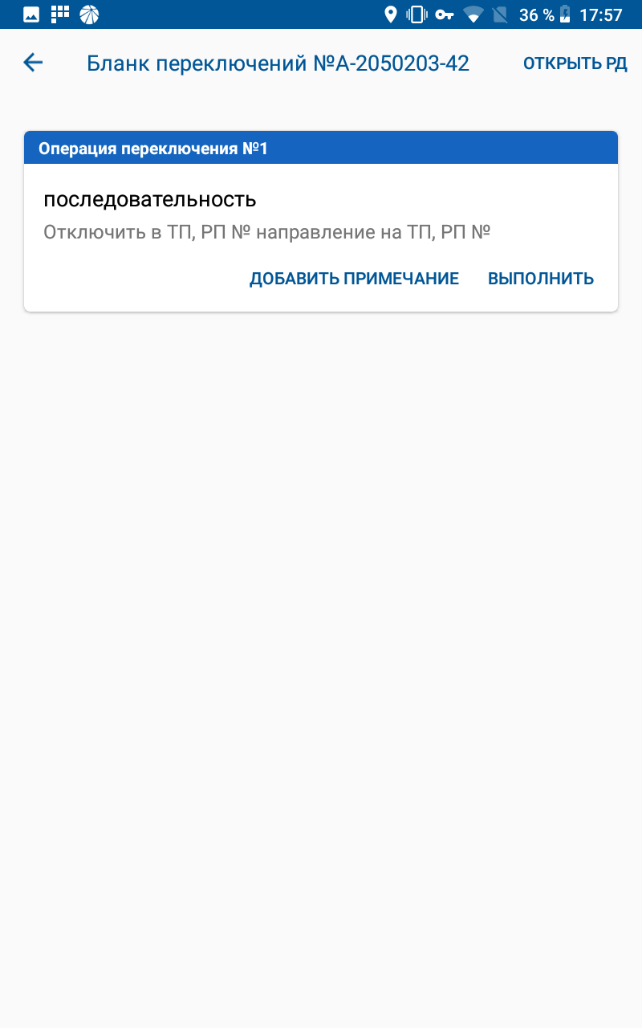 36 % 17:57
Бланк переключений №А-2050203-42 ОТКРЫТЬ РД
Операция переключения №1
последовательность
Отключить в ТП, РП № направление на ТП, РП №
ДОБАВИТЬ ПРИМЕЧАНИЕ ВЫПОЛНИТЬ